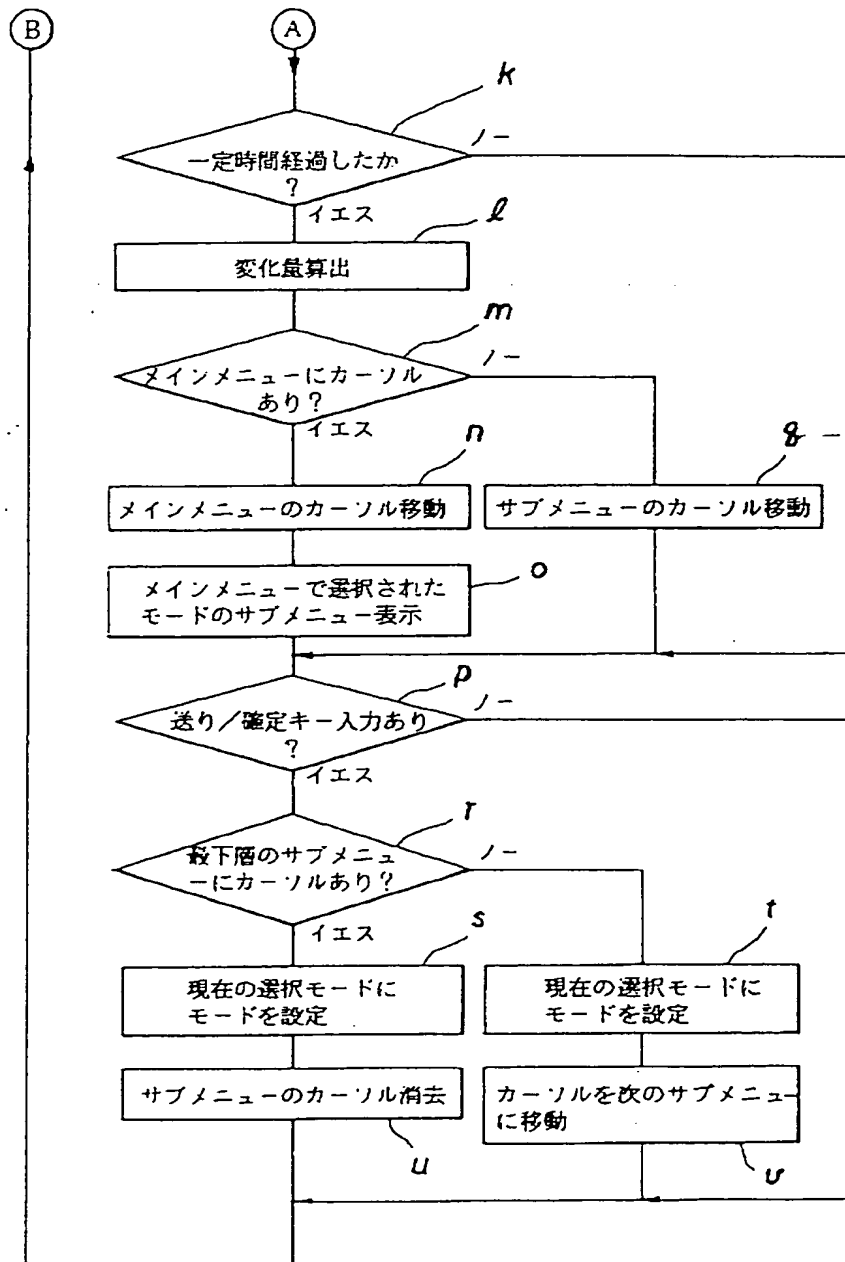 B
A
k
一定時間経過したか
?
ノー
イエス
l
変化量算出
m
メインメニューにカーソル
あり?
ノー
イエス
n
メインメニューのカーソル移動
q
サブメニューのカーソル移動
o
メインメニューで選択された
モードのサブメニュー表示
p
送り/確定キー入力あり
?
ノー
イエス
r
最下層のサブメニュ
ーにカーソルあり?
ノー
イエス
s
現在の選択モードに
モードを設定
t
現在の選択モードに
モードを設定
サブメニューのカーソル消去
u
カーソルを次のサブメニュー
に移動
v